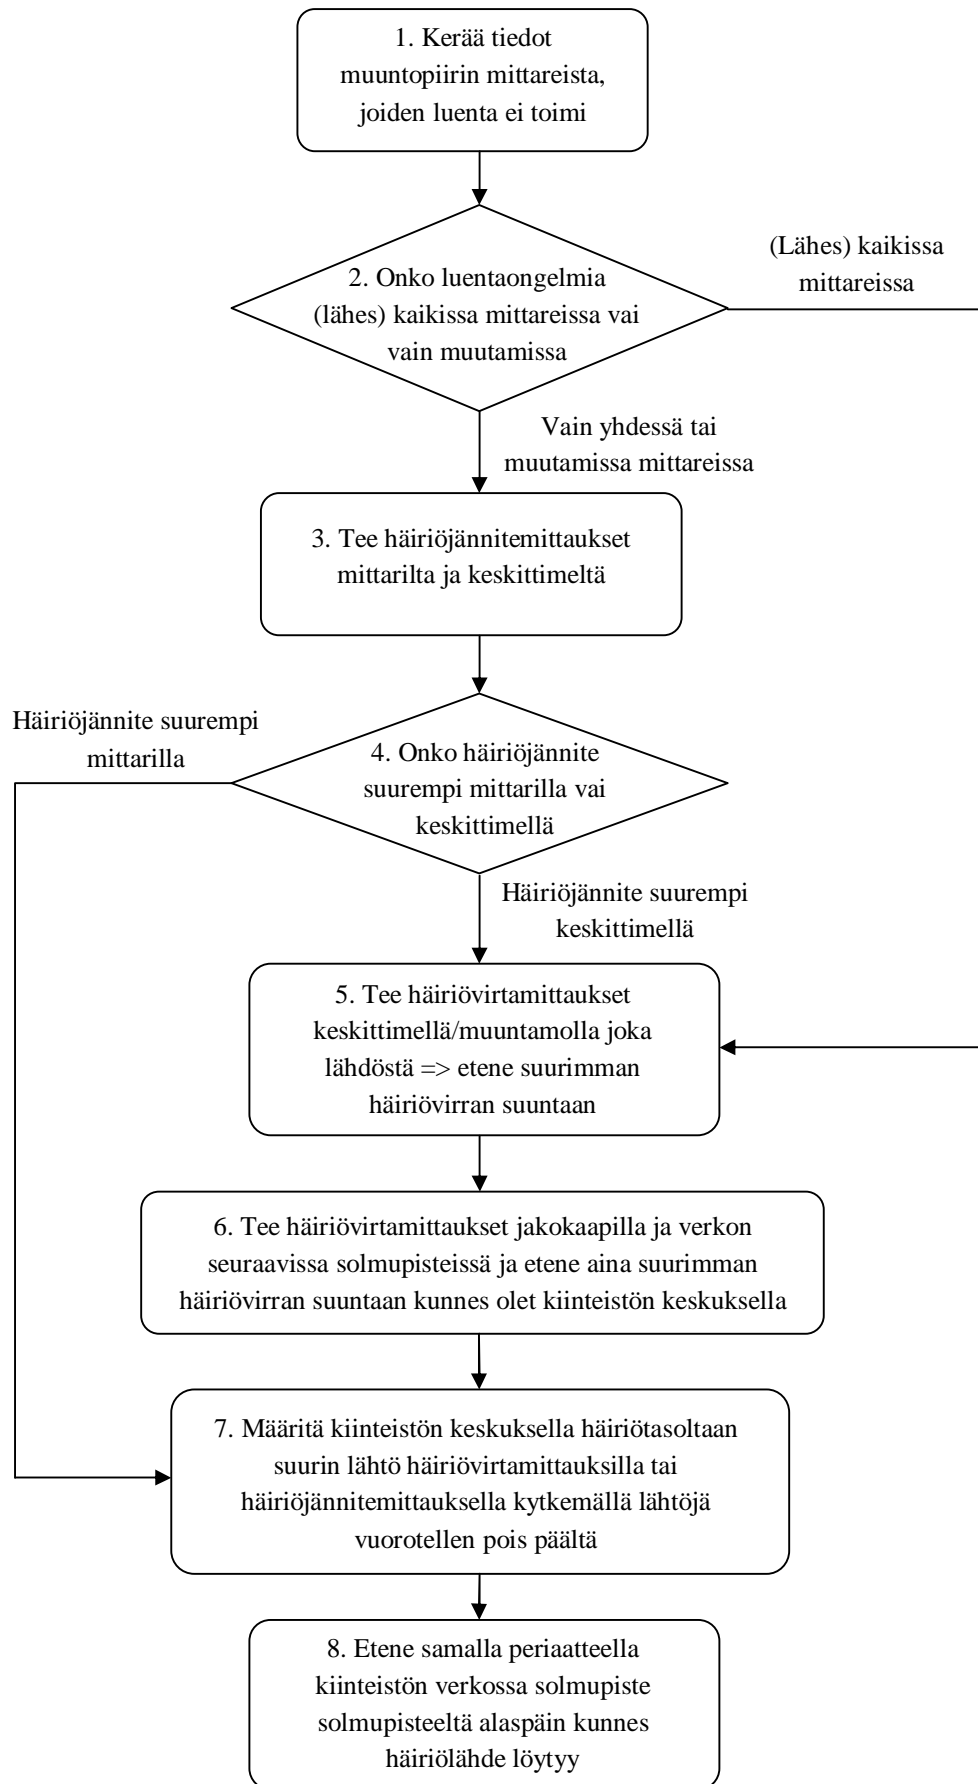 1. Kerää tiedot
muuntopiirin mittareista,
joiden luenta ei toimi
(Lähes) kaikissa
mittareissa
2. Onko luentaongelmia
(lähes) kaikissa mittareissa vai
vain muutamissa
Vain yhdessä tai
muutamissa mittareissa
3. Tee häiriöjännitemittaukset
mittarilta ja keskittimeltä
Häiriöjännite suurempi
mittarilla
4. Onko häiriöjännite
suurempi mittarilla vai
keskittimellä
Häiriöjännite suurempi
keskittimellä
5. Tee häiriövirtamittaukset
keskittimellä/muuntamolla joka
lähdöstä => etene suurimman
häiriövirran suuntaan
6. Tee häiriövirtamittaukset jakokaapilla ja verkon
seuraavissa solmupisteissä ja etene aina suurimman
häiriövirran suuntaan kunnes olet kiinteistön keskuksella
7. Määritä kiinteistön keskuksella häiriötasoltaan
suurin lähtö häiriövirtamittauksilla tai
häiriöjännitemittauksella kytkemällä lähtöjä
vuorotellen pois päältä
8. Etene samalla periaatteella
kiinteistön verkossa solmupiste
solmupisteeltä alaspäin kunnes
häiriölähde löytyy